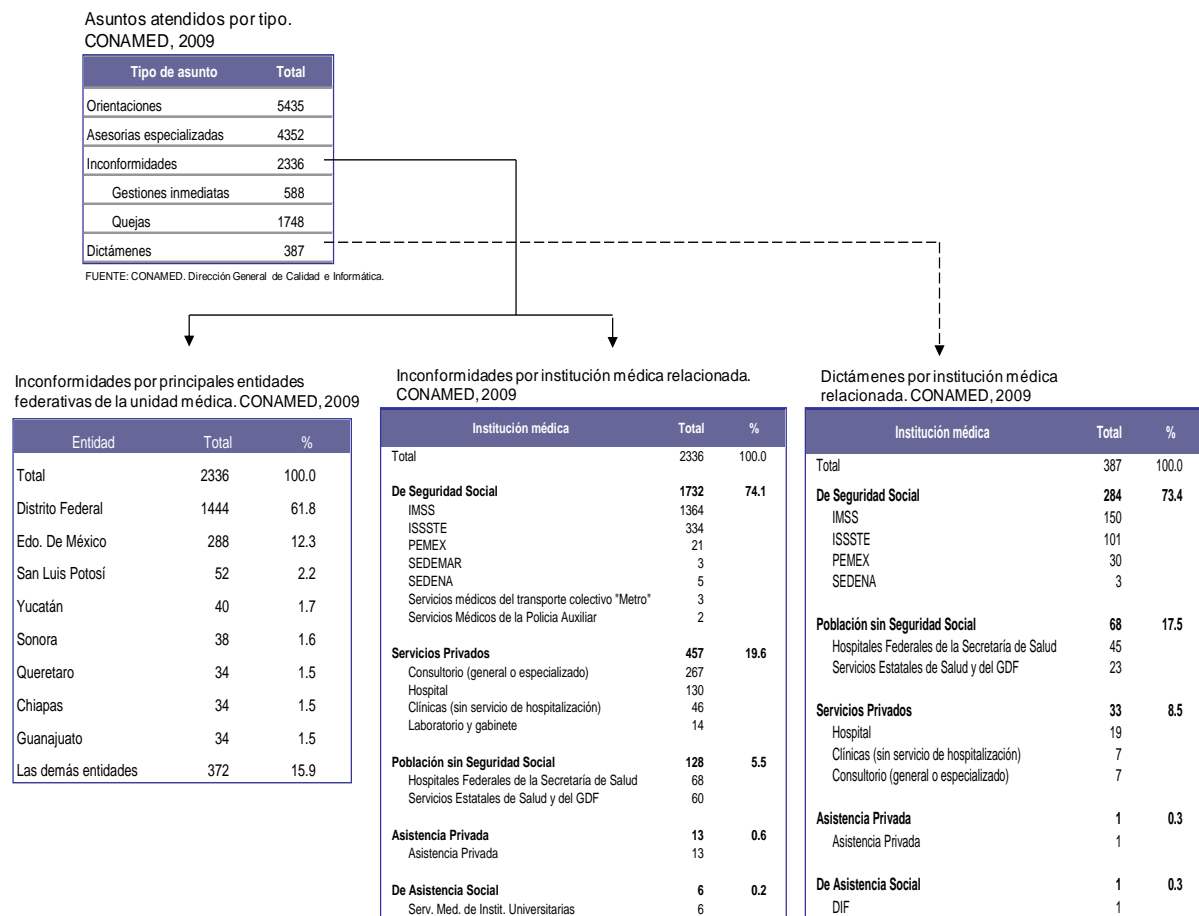 Asuntos atendidos por tipo.
CONAMED, 2009
Tipo de asunto Total
Orientaciones 5435
Asesorias especializadas 4352
Inconformidades 2336
Gestiones inmediatas 588
Quejas 1748
Dictámenes 387
FUENTE: CONAMED. Dirección General de Calidad e Informática.
Inconformidades por principales entidades
federativas de la unidad médica. CONAMED, 2009
Entidad Total %
Total 2336 100.0
Distrito Federal 1444 61.8
Edo. De México 288 12.3
San Luis Potosí 52 2.2
Yucatán 40 1.7
Sonora 38 1.6
Queretaro 34 1.5
Chiapas 34 1.5
Guanajuato 34 1.5
Las demás entidades 372 15.9
Inconformidades por institución médica relacionada.
CONAMED, 2009
Institución médica Total %
Total 2336 100.0
De Seguridad Social 1732 74.1
IMSS 1364
ISSSTE 334
PEMEX 21
SEDEMAR 3
SEDENA 5
Servicios médicos del transporte colectivo "Metro" 3
Servicios Médicos de la Policia Auxiliar 2
Servicios Privados 457 19.6
Consultorio (general o especializado) 267
Hospital 130
Clínicas (sin servicio de hospitalización) 46
Laboratorio y gabinete 14
Población sin Seguridad Social 128 5.5
Hospitales Federales de la Secretaría de Salud 68
Servicios Estatales de Salud y del GDF 60
Asistencia Privada 13 0.6
Asistencia Privada 13
De Asistencia Social 6 0.2
Serv. Med. de Instit. Universitarias 6
Dictámenes por institución médica
relacionada. CONAMED, 2009
Institución médica Total %
Total 387 100.0
De Seguridad Social 284 73.4
IMSS 150
ISSSTE 101
PEMEX 30
SEDENA 3
Población sin Seguridad Social 68 17.5
Hospitales Federales de la Secretaría de Salud 45
Servicios Estatales de Salud y del GDF 23
Servicios Privados 33 8.5
Hospital 19
Clínicas (sin servicio de hospitalización) 7
Consultorio (general o especializado) 7
Asistencia Privada 1 0.3
Asistencia Privada 1
De Asistencia Social 1 0.3
DIF 1